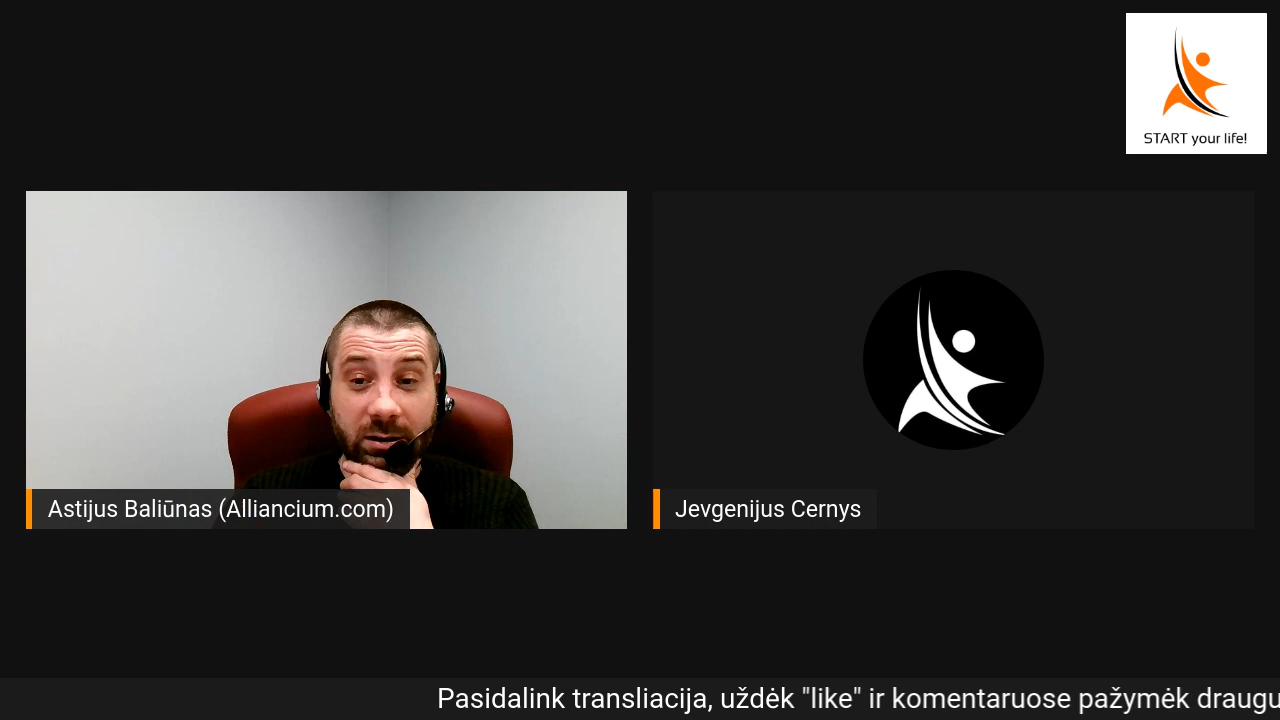 START your life!
Astijus Baliūnas (Alliancium.com)
Jevgenijus Cernys
Pasidalink transliacija, uždėk "like" ir komentaruose pažymėk draugu